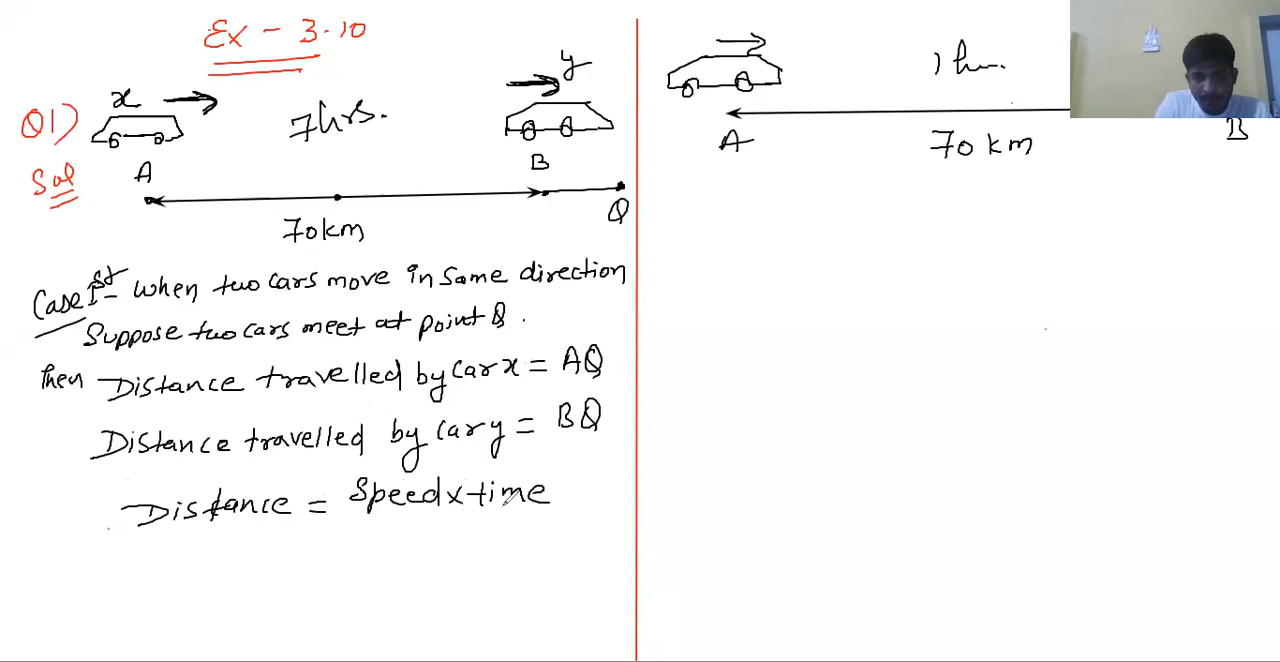 Ex - 3.10
Q1)
x
7hrs.
y
Sol
A
B
70km
Q
Case Ist - When two cars move in Same direction
Suppose two cars meet at point Q.
then Distance travelled by car x = AQ
Distance travelled by car y = BQ
Distance = Speed x time
1 hr.
A
70 km
B